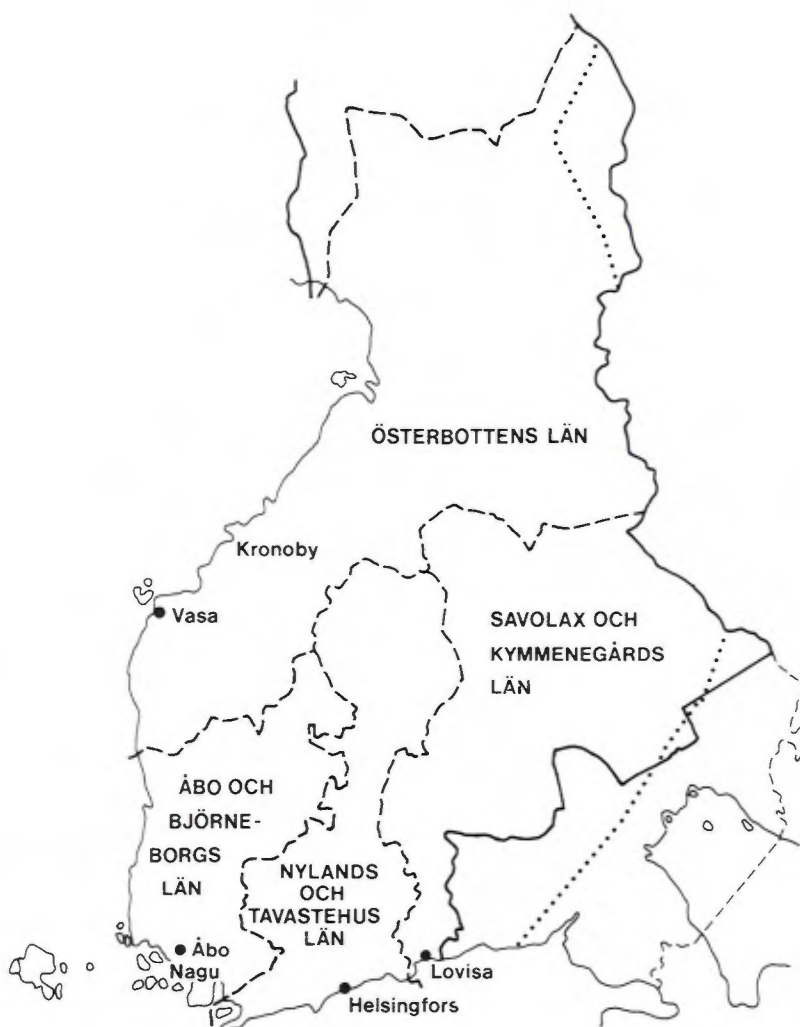 ÖSTERBOTTENS LÄN
Kronoby
Vasa
SAVOLAX OCH
KYMMENEGÅRDS
LÄN
ÅBO OCH
BJÖRNE-
BORGS
LÄN
NYLANDS
OCH
TAVASTEHUS
LÄN
Åbo
Nagu
Lovisa
Helsingfors